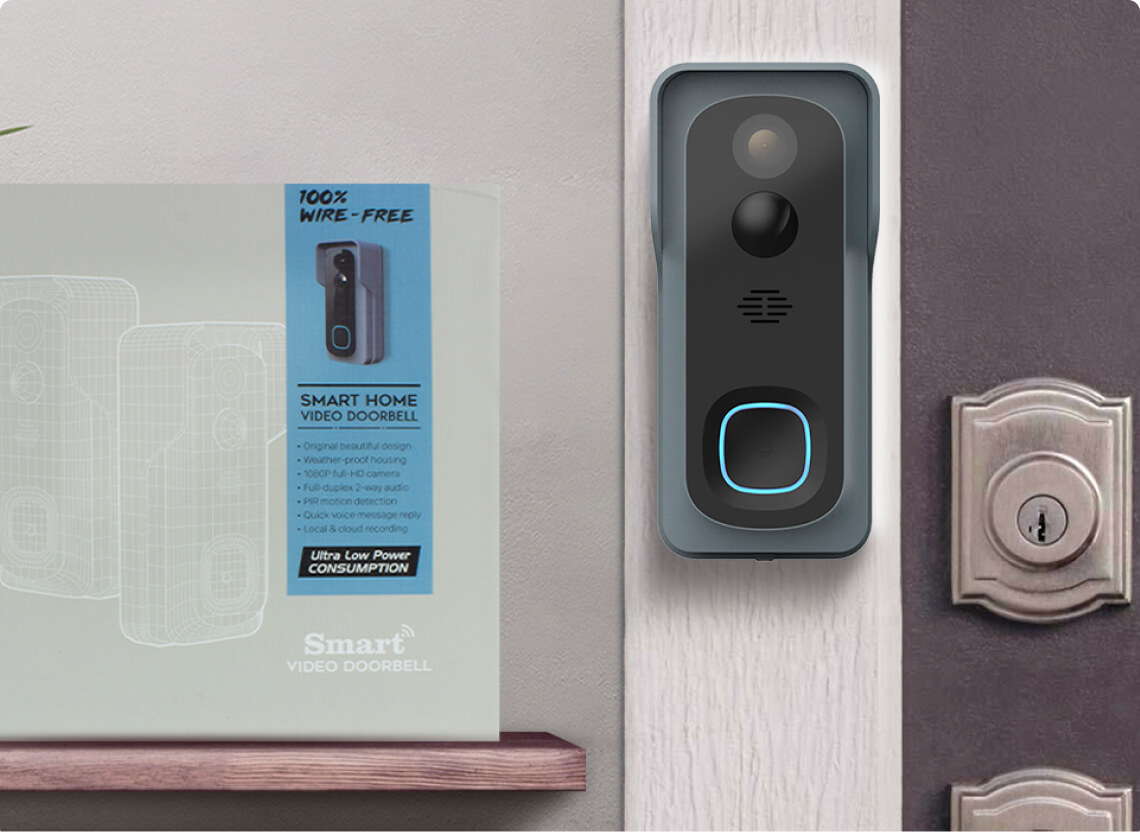 100%
WIRE-FREE
SMART HOME
VIDEO DOORBELL
• Original beautiful design
• Weather-proof housing
• 1080P full-HD camera
• Full-duplex 2-way audio
• PIR motion detection
• Quick voice message reply
• Local & cloud recording
Ultra Low Power
CONSUMPTION
Smart
VIDEO DOORBELL